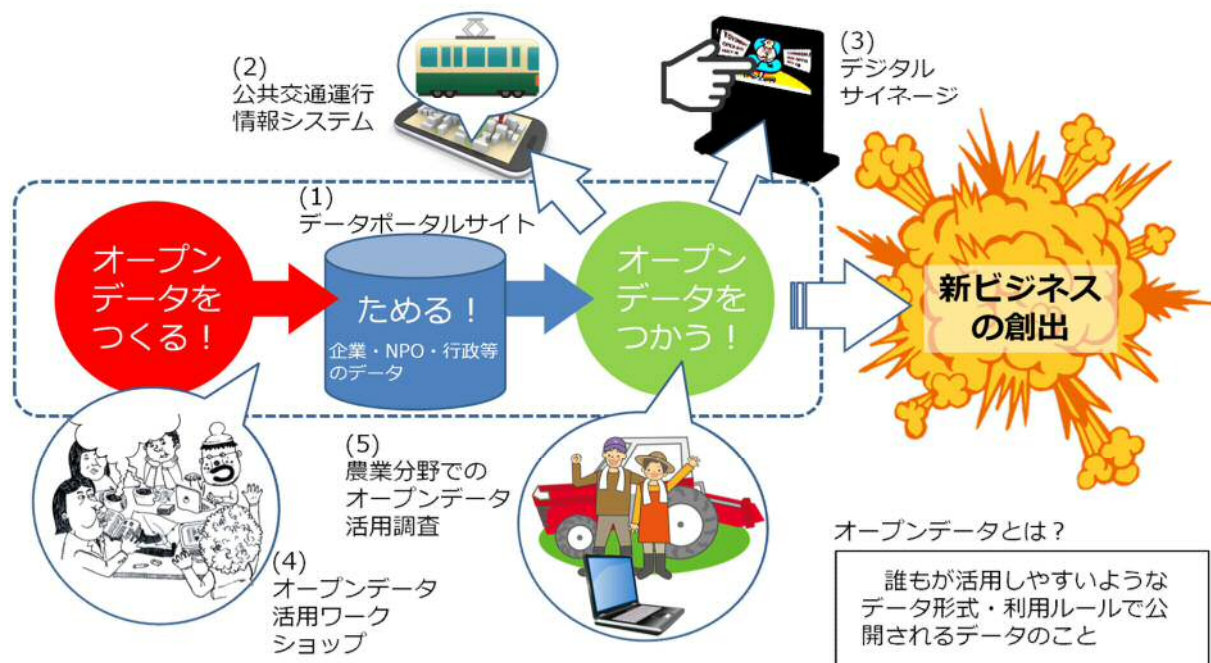 (2)
公共交通運行
情報システム
(3)
デジタル
サイネージ
(1)
データポータルサイト
オープン
データを
つくる！
ためる！
企業・NPO・行政等
のデータ
オープン
データを
つかう！
新ビジネス
の創出
(5)
農業分野での
オープンデータ
活用調査
(4)
オープンデータ
活用ワーク
ショップ
オープンデータとは？
誰もが活用しやすいような
データ形式・利用ルールで公
開されるデータのこと